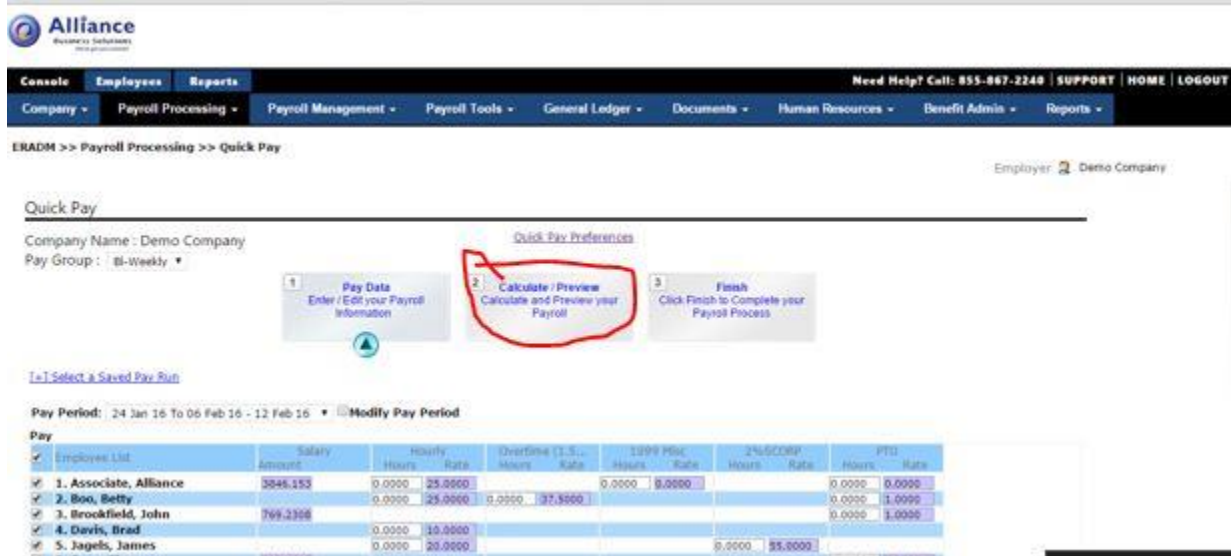 Alliance
Business Solutions
Console Employees Reports Need Help? Call: 855-867-2240 | SUPPORT | HOME | LOGOUT
Company Payroll Processing Payroll Management Payroll Tools General Ledger Documents Human Resources Benefit Admin Reports
ERADM >> Payroll Processing >> Quick Pay
Employer Demo Company
Quick Pay
Company Name : Demo Company
Quick Pay Preferences
Pay Group : Bi-Weekly
1 Pay Data
Enter / Edit your Payroll
Information
2 Calculate / Preview
Calculate and Preview your
Payroll
3 Finish
Click Finish to Complete your
Payroll Process
[+] Select a Saved Pay Run
Pay Period: 24 Jan 16 To 06 Feb 16 - 12 Feb 16 Modify Pay Period
Pay
Employee List Salary Hourly Overtime (1.5... 1099 Misc 2%SCORP PTO
Amount Hours Rate Hours Rate Hours Rate Hours Rate Hours Rate
1. Associate, Alliance 3846.153 0.0000 25.0000 0.0000 0.0000 0.0000 0.0000
2. Boo, Betty 0.0000 25.0000 0.0000 37.5000 0.0000 1.0000
3. Brookfield, John 769.2308 0.0000 1.0000
4. Davis, Brad 0.0000 10.0000
5. Jagels, James 0.0000 20.0000 0.0000 55.0000